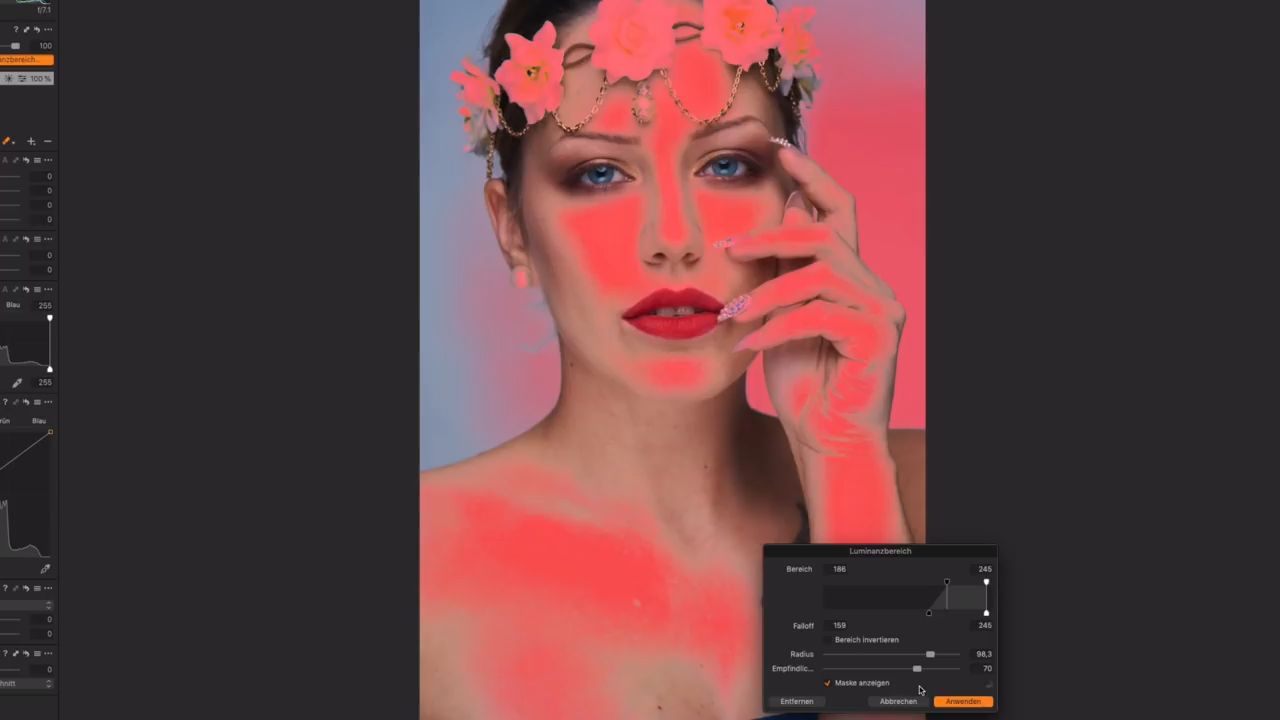 f/7.1
100
nzbereich...
100 %
0
0
0
0
0
0
Blau 255
255
rün Blau
0
0
0
hnitt
Luminanzbereich
Bereich 186 245
Falloff 159 245
Bereich invertieren
Radius 98,3
Empfindlic... 70
Maske anzeigen
Entfernen Abbrechen Anwenden